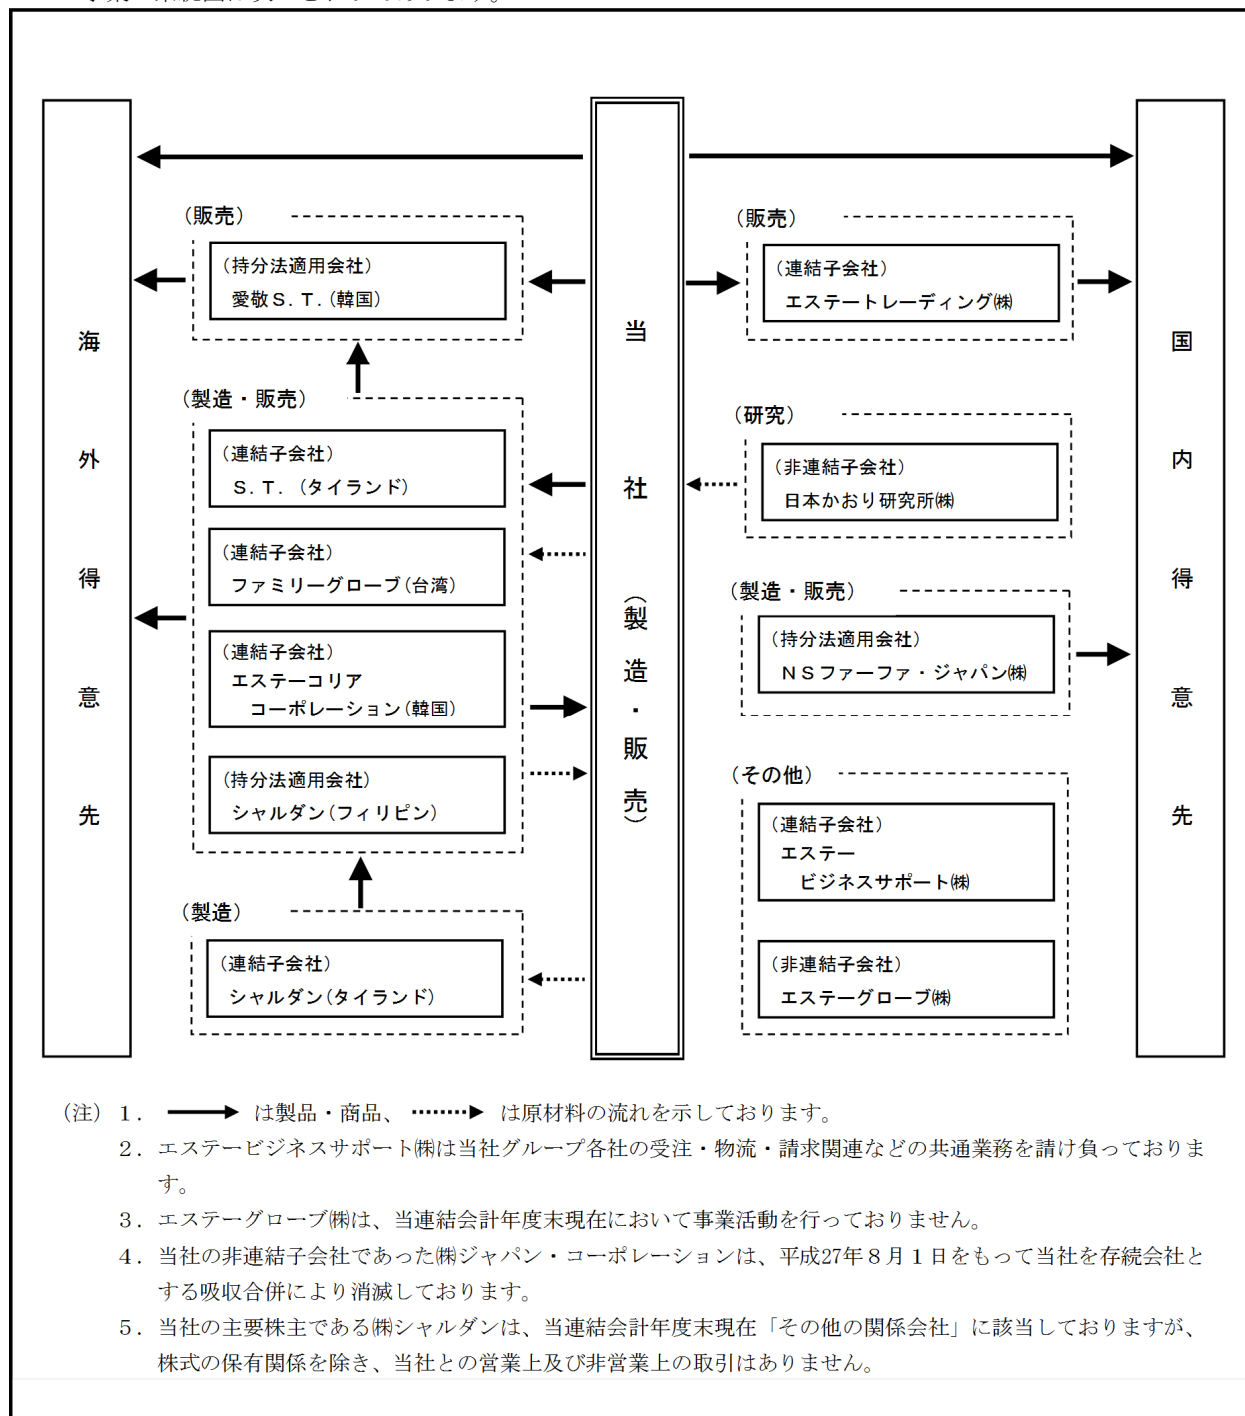 海外得意先
(販売)
(持分法適用会社)
愛敬S.T.(韓国)
(製造・販売)
(連結子会社)
S.T.(タイランド)
(連結子会社)
ファミリーグローブ(台湾)
(連結子会社)
エステーコリア
コーポレーション(韓国)
(持分法適用会社)
シャルダン(フィリピン)
(製造)
(連結子会社)
シャルダン(タイランド)
当社(製造・販売)
(販売)
(連結子会社)
エステートレーディング㈱
(研究)
(非連結子会社)
日本かおり研究所㈱
(製造・販売)
(持分法適用会社)
NSファーファ・ジャパン㈱
(その他)
(連結子会社)
エステー
ビジネスサポート㈱
(非連結子会社)
エステーグローブ㈱
国内得意先
(注)1. は製品・商品、 は原材料の流れを示しております。
2.エステービジネスサポート㈱は当社グループ各社の受注・物流・請求関連などの共通業務を請け負っておりま
す。
3.エステーグローブ㈱は、当連結会計年度末現在において事業活動を行っておりません。
4.当社の非連結子会社であった㈱ジャパン・コーポレーションは、平成27年8月1日をもって当社を存続会社と
する吸収合併により消滅しております。
5.当社の主要株主である㈱シャルダンは、当連結会計年度末現在「その他の関係会社」に該当しておりますが、
株式の保有関係を除き、当社との営業上及び非営業上の取引はありません。